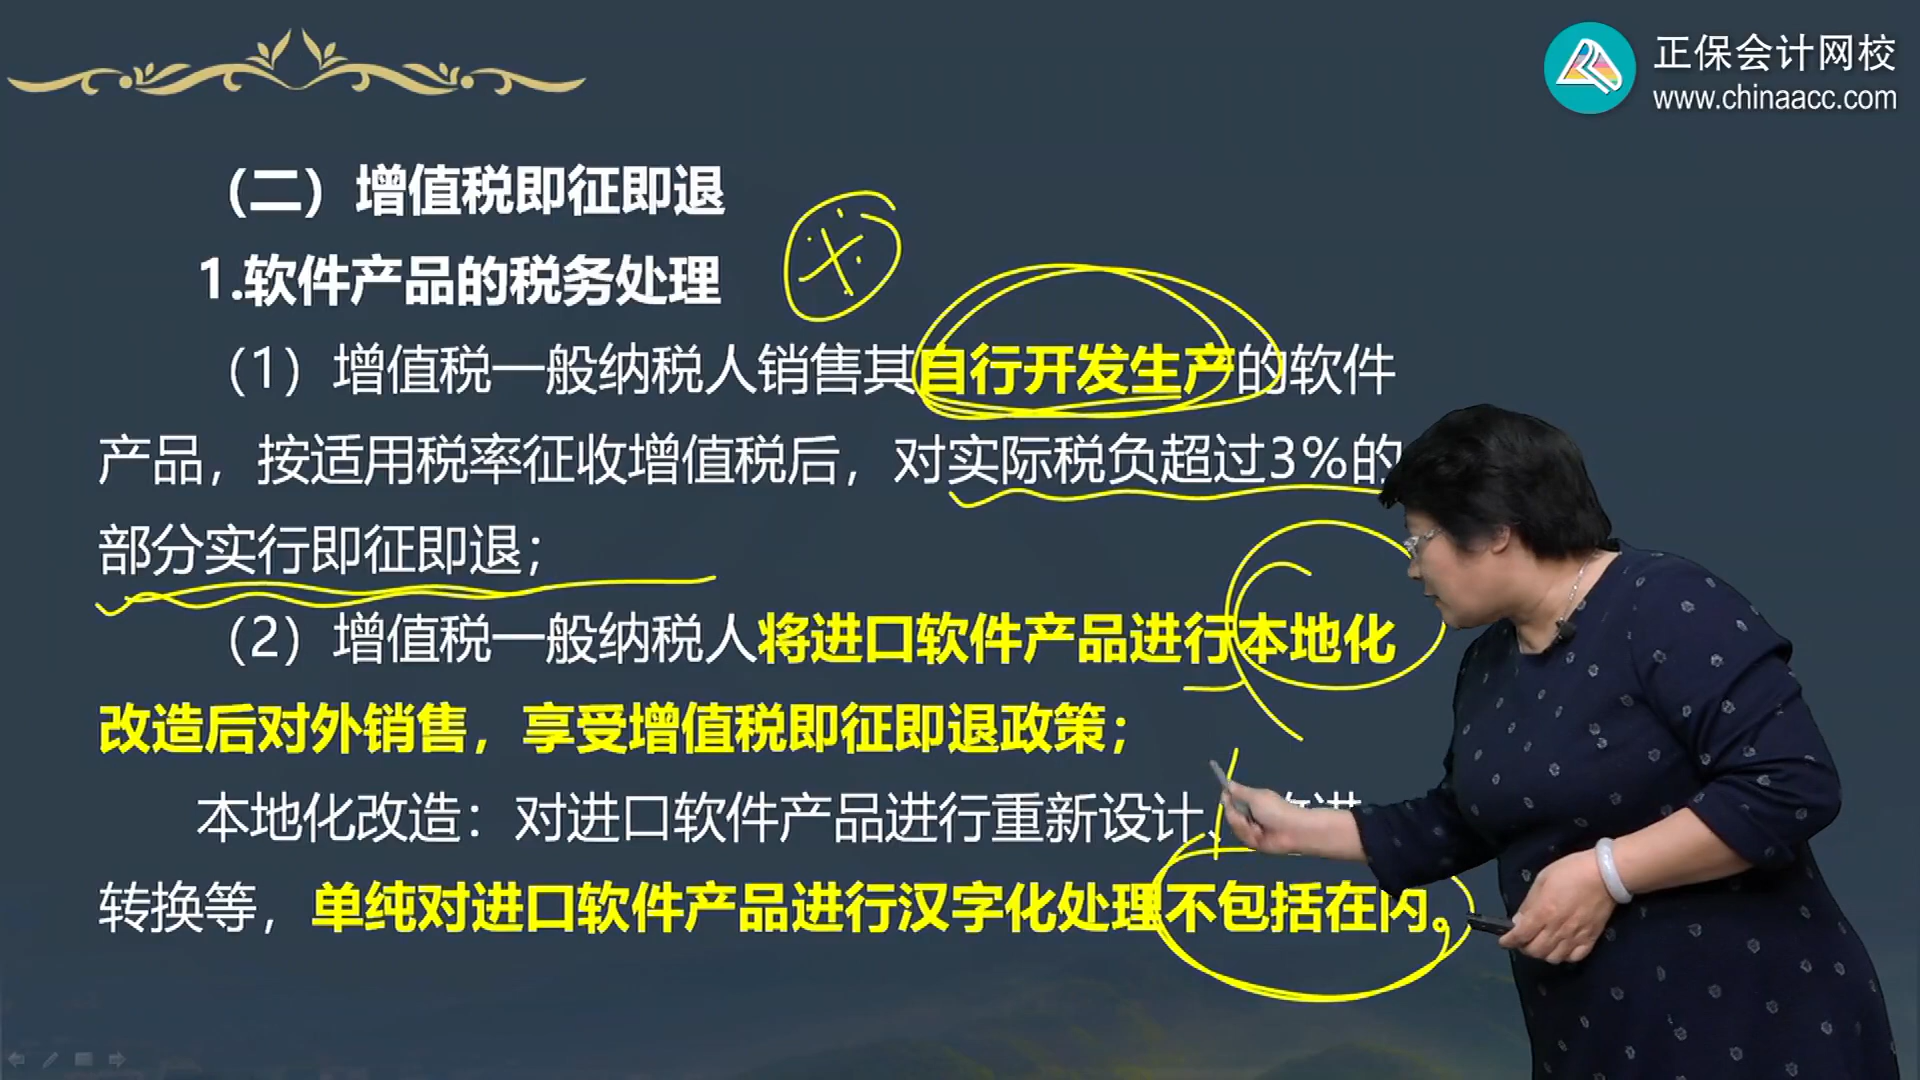 正保会计网校
www.chinaacc.com
（二）增值税即征即退
1.软件产品的税务处理
（1）增值税一般纳税人销售其自行开发生产的软件
产品，按适用税率征收增值税后，对实际税负超过3%的
部分实行即征即退；
（2）增值税一般纳税人将进口软件产品进行本地化
改造后对外销售，享受增值税即征即退政策；
本地化改造：对进口软件产品进行重新设计、
转换等，单纯对进口软件产品进行汉字化处理不包括在内。